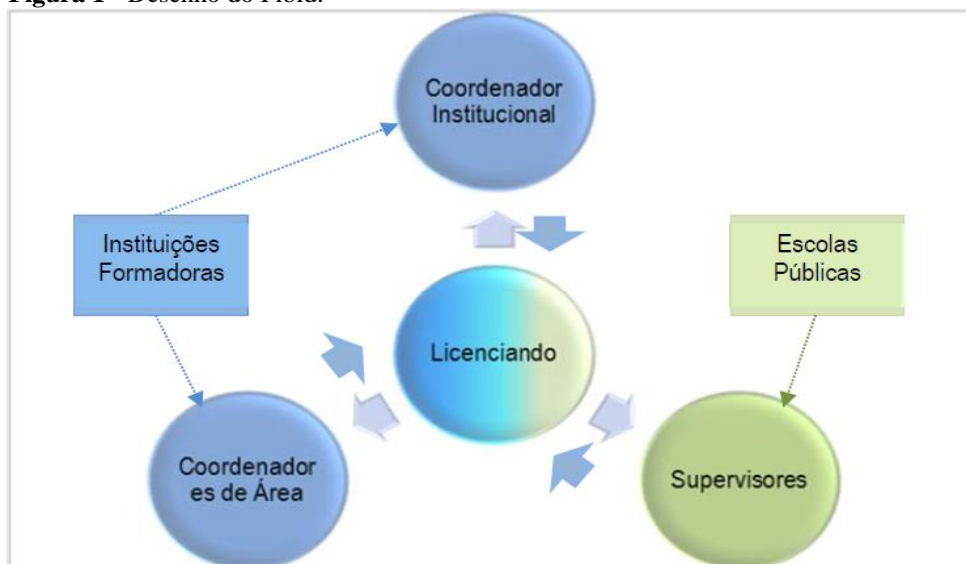 Figura 1 - Desenho do Pibid.
Coordenador
Institucional
Instituições
Formadoras
Escolas
Públicas
Licenciando
Coordenador
es de Área
Supervisores